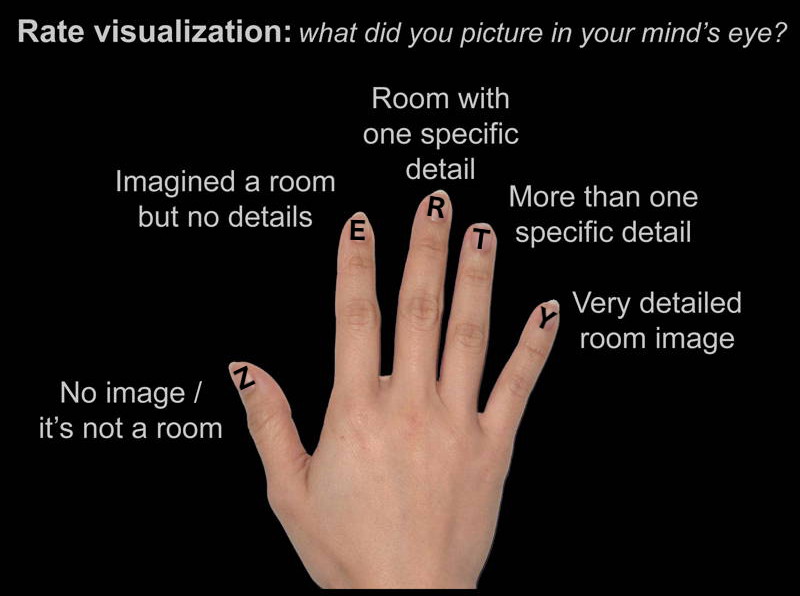 Rate visualization: what did you picture in your mind's eye?
Room with
one specific
detail
Imagined a room
but no details
More than one
specific detail
Very detailed
room image
No image /
it's not a room
E
R
T
Y
Z